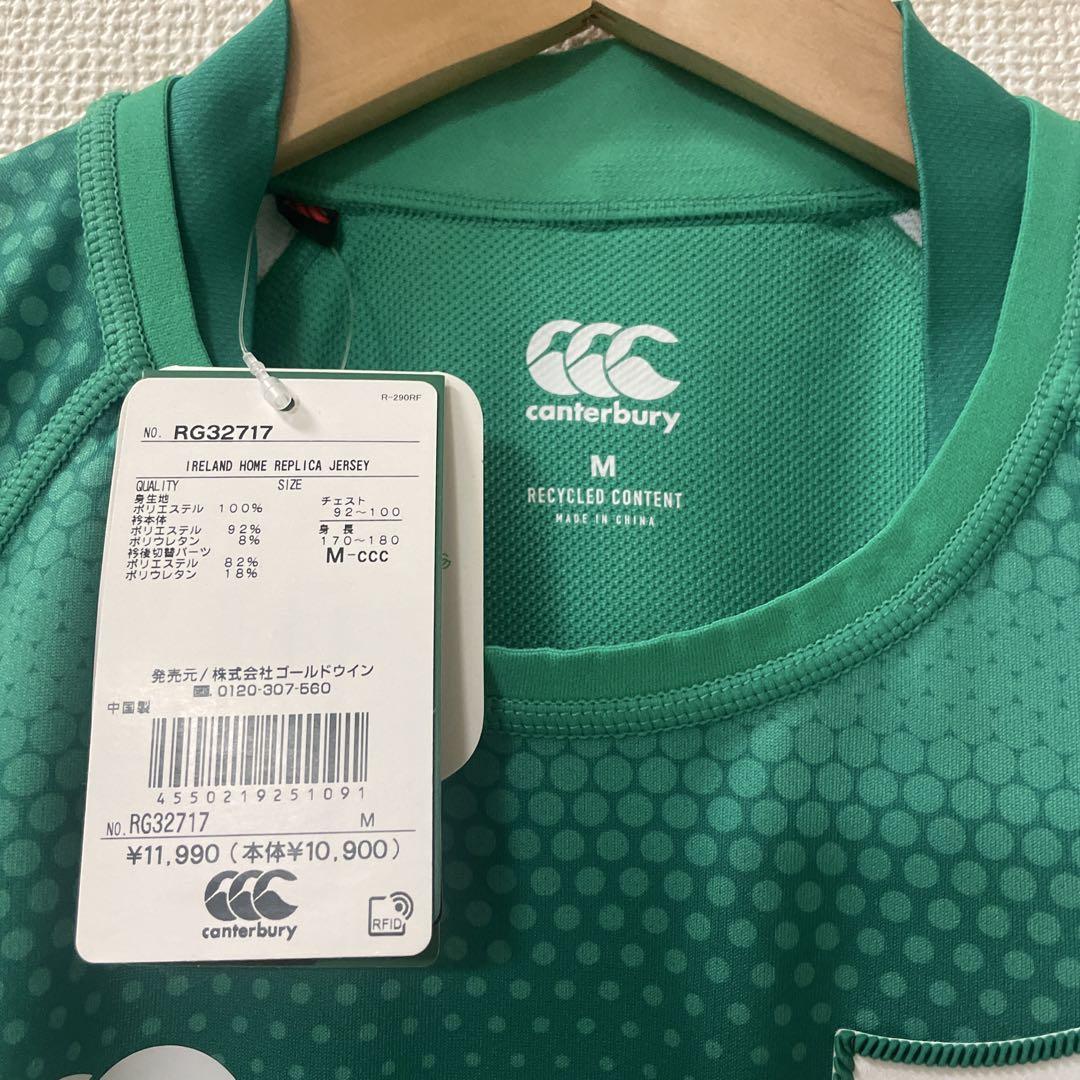 canterbury
M
RECYCLED CONTENT
MADE IN CHINA
R-290RF
NO. RG32717
IRELAND HOME REPLICA JERSEY
QUALITY SIZE
身生地
ポリエステル 100%
衿本体
ポリエステル 92%
ポリウレタン 8%
衿後切替パーツ
ポリエステル 82%
ポリウレタン 18%
チェスト
92～100
身長
170～180
M-ccc
発売元/株式会社ゴールドウイン
0120-307-560
中国製
4550219251091
NO. RG32717 M
¥11,990（本体¥10,900）
canterbury
RFID